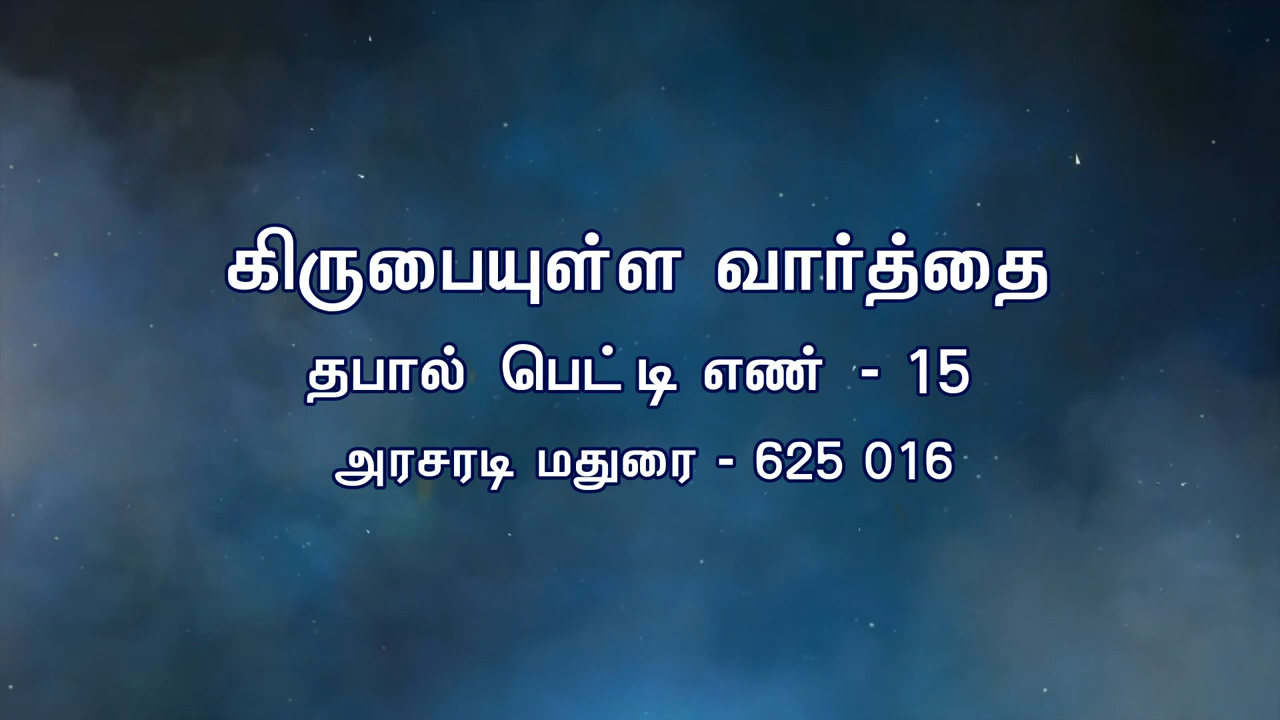 கிருபையுள்ள வார்த்தை
தபால் பெட்டி எண் - 15
அரசரடி மதுரை - 625 016